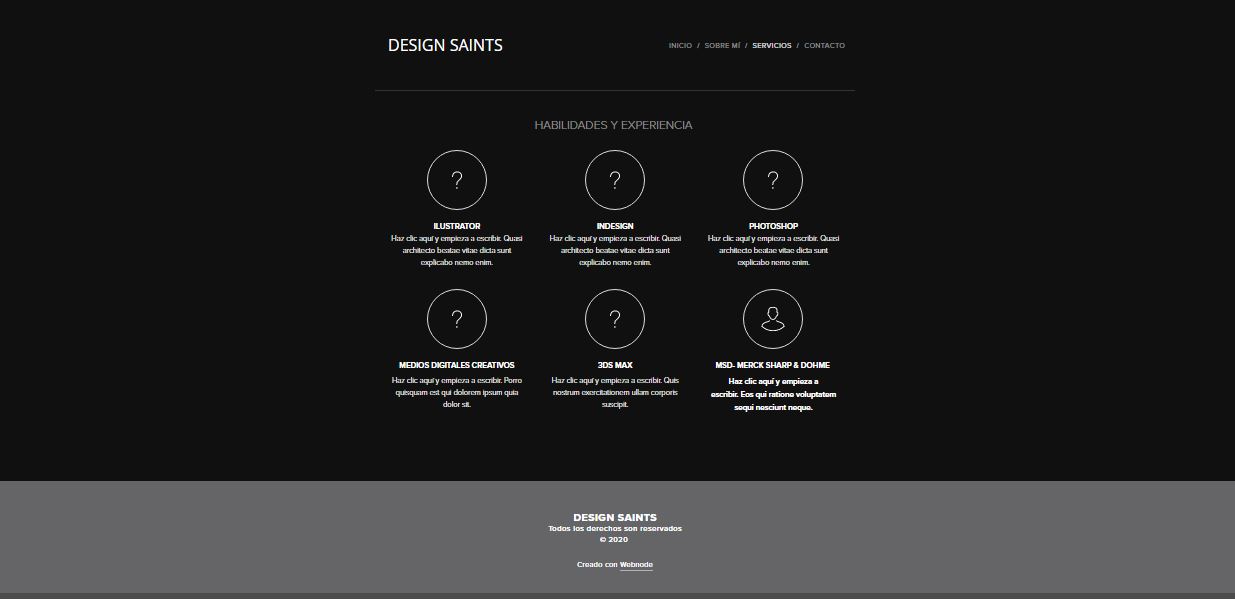 DESIGN SAINTS
INICIO / SOBRE MÍ / SERVICIOS / CONTACTO
HABILIDADES Y EXPERIENCIA
?
?
?
ILUSTRATOR
Haz clic aquí y empieza a escribir. Quasi
architecto beatae vitae dicta sunt
explicabo nemo enim.
INDESIGN
Haz clic aquí y empieza a escribir. Quasi
architecto beatae vitae dicta sunt
explicabo nemo enim.
PHOTOSHOP
Haz clic aquí y empieza a escribir. Quasi
architecto beatae vitae dicta sunt
explicabo nemo enim.
?
?
MEDIOS DIGITALES CREATIVOS
Haz clic aquí y empieza a escribir. Porro
quisquam est qui dolorem ipsum quia
dolor sit.
3DS MAX
Haz clic aquí y empieza a escribir. Quis
nostrum exercitationem ullam corporis
suscipit.
MSD- MERCK SHARP & DOHME
Haz clic aquí y empieza a
escribir. Eos qui ratione voluptatem
sequi nesciunt neque.
DESIGN SAINTS
Todos los derechos son reservados
© 2020
Creado con Webnode